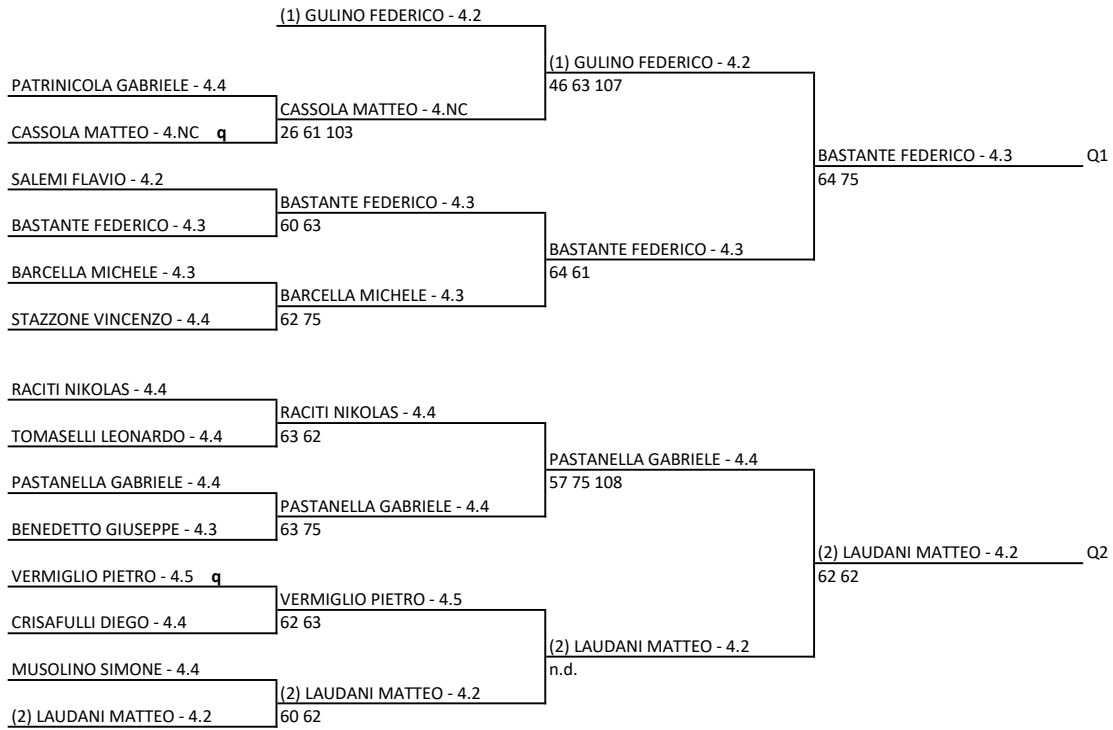 (1) GULINO FEDERICO - 4.2
(1) GULINO FEDERICO - 4.2
PATRINICOLA GABRIELE - 4.4
46 63 107
CASSOLA MATTEO - 4.NC
CASSOLA MATTEO - 4.NC q
26 61 103
BASTANTE FEDERICO - 4.3 Q1
SALEMI FLAVIO - 4.2
64 75
BASTANTE FEDERICO - 4.3
BASTANTE FEDERICO - 4.3
60 63
BASTANTE FEDERICO - 4.3
BARCELLA MICHELE - 4.3
64 61
BARCELLA MICHELE - 4.3
STAZZONE VINCENZO - 4.4
62 75
RACITI NIKOLAS - 4.4
RACITI NIKOLAS - 4.4
TOMASELLI LEONARDO - 4.4
63 62
PASTANELLA GABRIELE - 4.4
PASTANELLA GABRIELE - 4.4
57 75 108
PASTANELLA GABRIELE - 4.4
BENEDETTO GIUSEPPE - 4.3
63 75
(2) LAUDANI MATTEO - 4.2 Q2
VERMIGLIO PIETRO - 4.5 q
62 62
VERMIGLIO PIETRO - 4.5
CRISAFULLI DIEGO - 4.4
62 63
(2) LAUDANI MATTEO - 4.2
MUSOLINO SIMONE - 4.4
n.d.
(2) LAUDANI MATTEO - 4.2
(2) LAUDANI MATTEO - 4.2
60 62